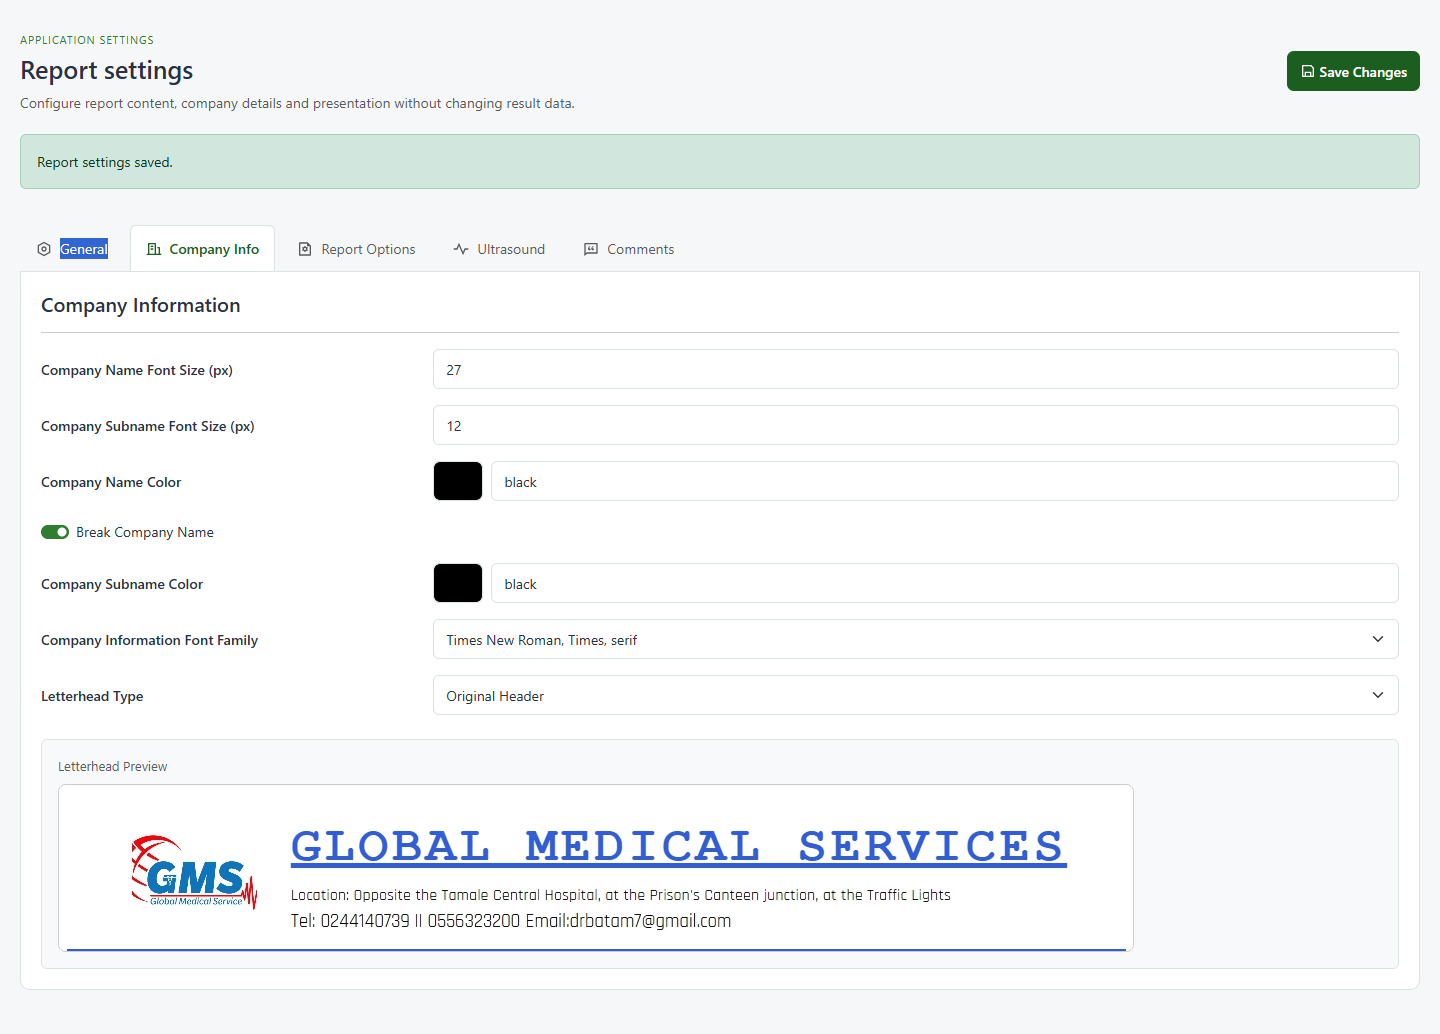 APPLICATION SETTINGS
Report settings
Configure report content, company details and presentation without changing result data.
Save Changes
Report settings saved.
General
Company Info
Report Options
Ultrasound
Comments
Company Information
Company Name Font Size (px)
27
Company Subname Font Size (px)
12
Company Name Color
black
Break Company Name
Company Subname Color
black
Company Information Font Family
Times New Roman, Times, serif
Letterhead Type
Original Header
Letterhead Preview
GMS
Global Medical Service
GLOBAL MEDICAL SERVICES
Location: Opposite the Tamale Central Hospital, at the Prison's Canteen junction, at the Traffic Lights
Tel: 0244140739 || 0556323200 Email:drbatam7@gmail.com